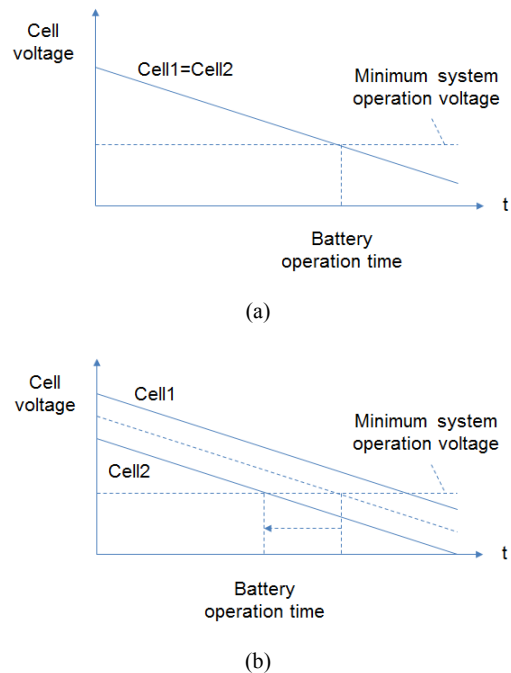 Cell
voltage
Cell1=Cell2
Minimum system
operation voltage
t
Battery
operation time
(a)
Cell
voltage
Cell1
Minimum system
operation voltage
Cell2
t
Battery
operation time
(b)